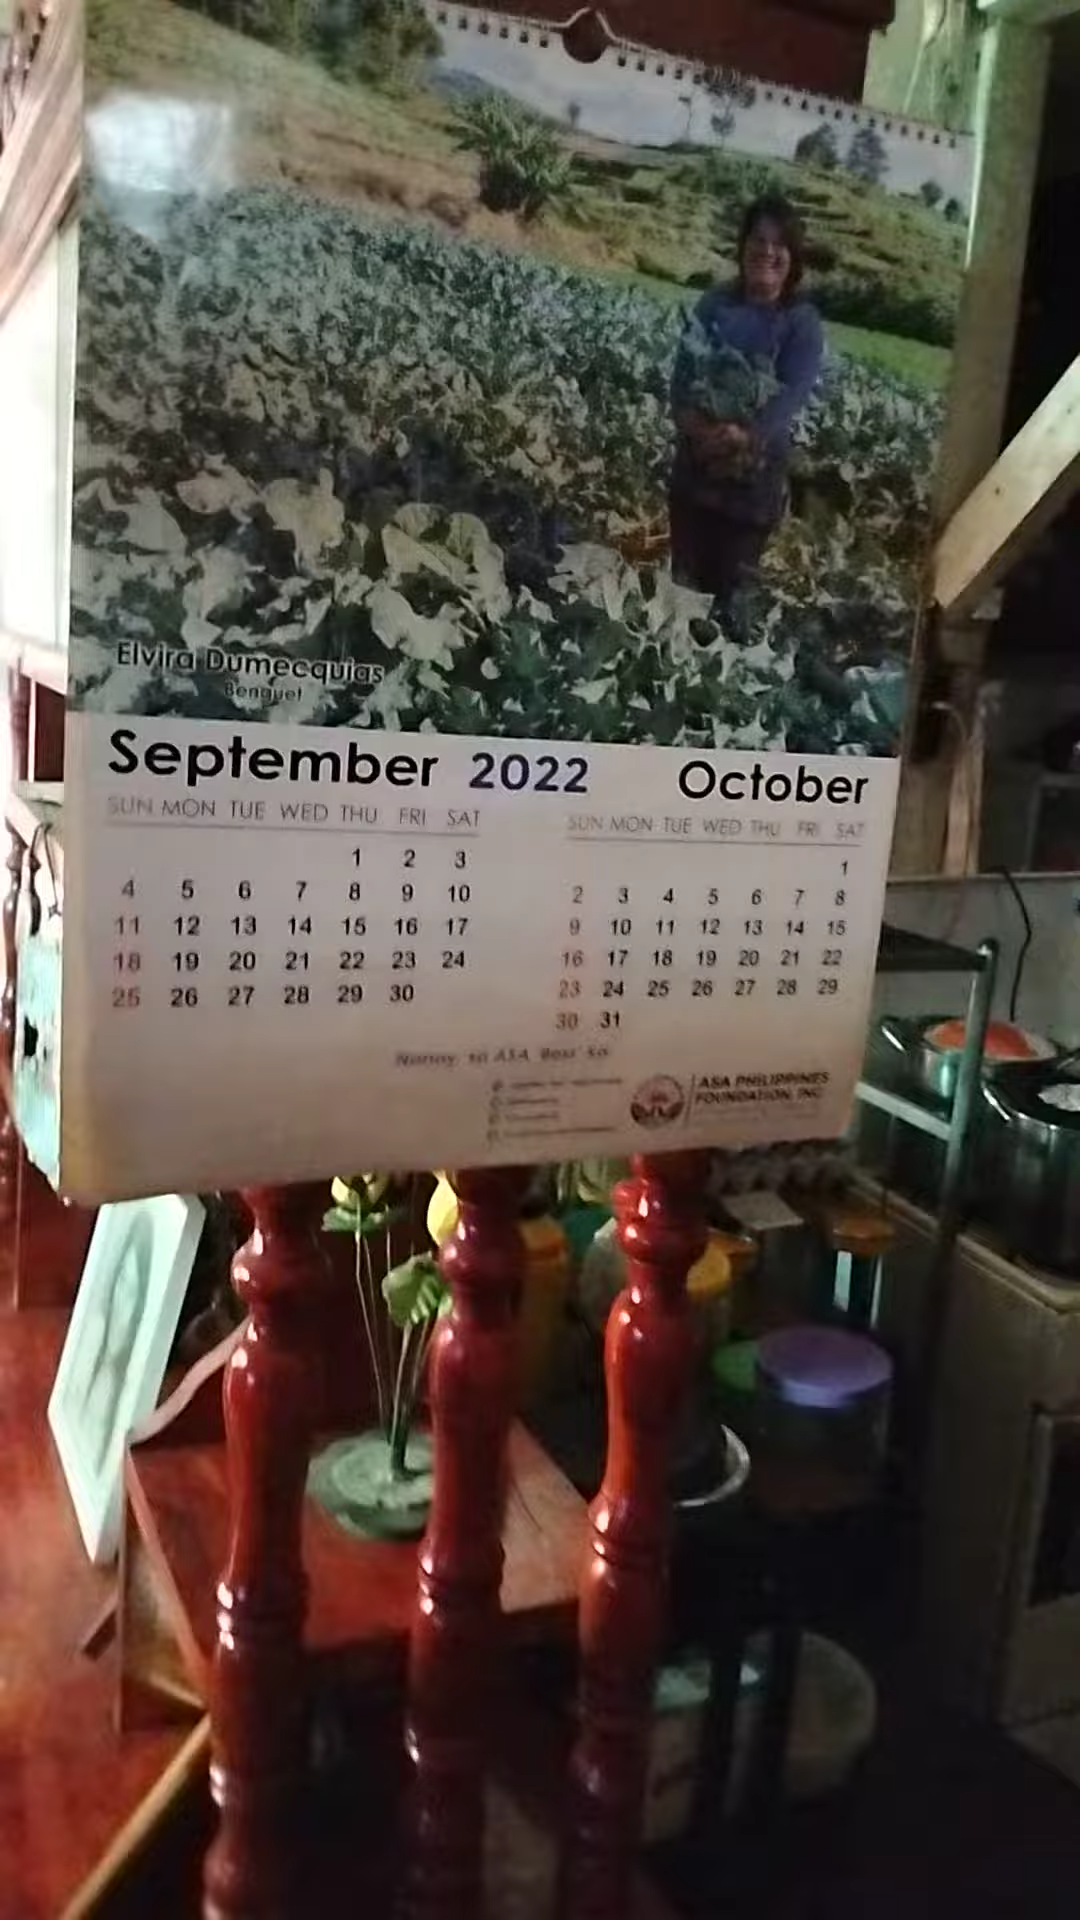 Elvira Dumecquias
Benguet
September 2022 October
SUN MON TUE WED THU FRI SAT
1 2 3
4 5 6 7 8 9 10
11 12 13 14 15 16 17
18 19 20 21 22 23 24
25 26 27 28 29 30
SUN MON TUE WED THU FRI SAT
1
2 3 4 5 6 7 8
9 10 11 12 13 14 15
16 17 18 19 20 21 22
23 24 25 26 27 28 29
30 31
sa ASA,
ASA PHILIPPINES
FOUNDATION, INC.